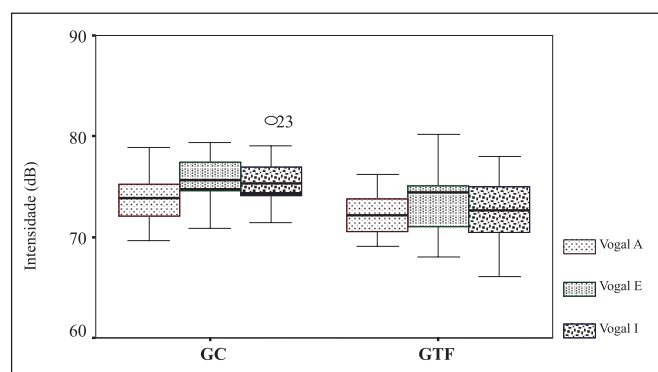 90
80
70
60
Intensidade (dB)
23
GC
GTF
Vogal A
Vogal E
Vogal I